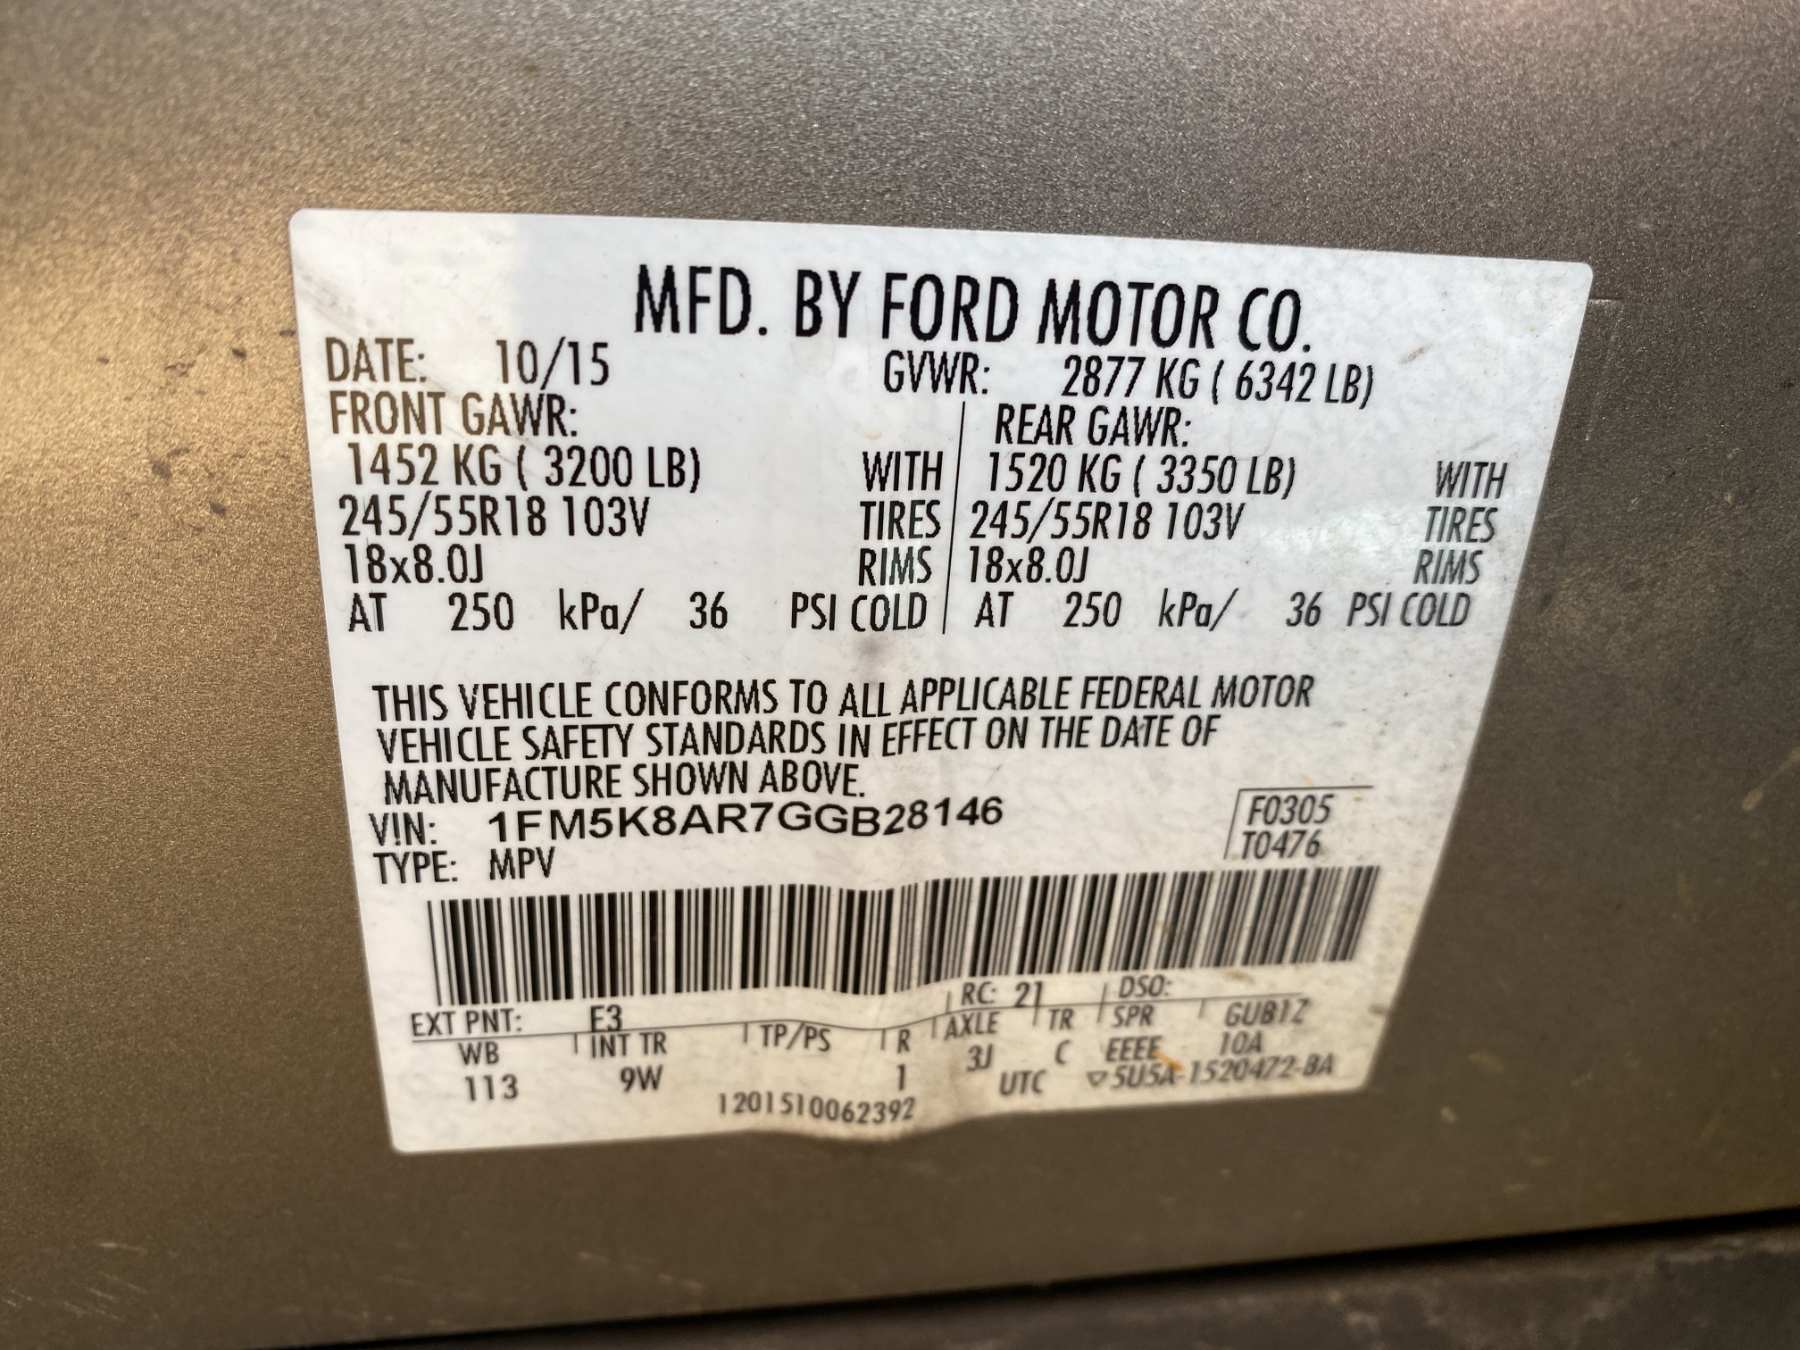 MFD. BY FORD MOTOR CO.
DATE: 10/15 GVWR: 2877 KG ( 6342 LB)
FRONT GAWR: REAR GAWR:
1452 KG ( 3200 LB) WITH 1520 KG ( 3350 LB) WITH
245/55R18 103V TIRES 245/55R18 103V TIRES
18x8.0J RIMS 18x8.0J RIMS
AT 250 kPa/ 36 PSI COLD AT 250 kPa/ 36 PSI COLD
THIS VEHICLE CONFORMS TO ALL APPLICABLE FEDERAL MOTOR
VEHICLE SAFETY STANDARDS IN EFFECT ON THE DATE OF
MANUFACTURE SHOWN ABOVE.
VIN: 1FM5K8AR7GGB28146 F0305
TYPE: MPV T0476
RC: 21 DSO:
EXT PNT: E3
WB INT TR TP/PS R AXLE TR SPR GUB1Z
113 9W 1 3J C EEEE 10A
1201510062392 UTC ▽5U5A-1520472-BA